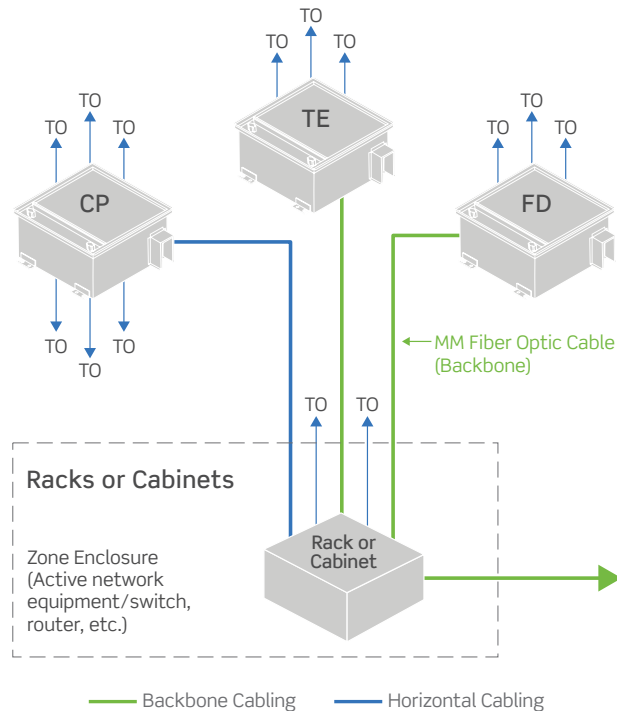 TO
TO
TO
TE
TO
TO
TO
CP
TO
TO
TO
TO
TO
TO
FD
MM Fiber Optic Cable
(Backbone)
TO
TO
Racks or Cabinets
Zone Enclosure
(Active network
equipment/switch,
router, etc.)
Rack or
Cabinet
Backbone Cabling
Horizontal Cabling